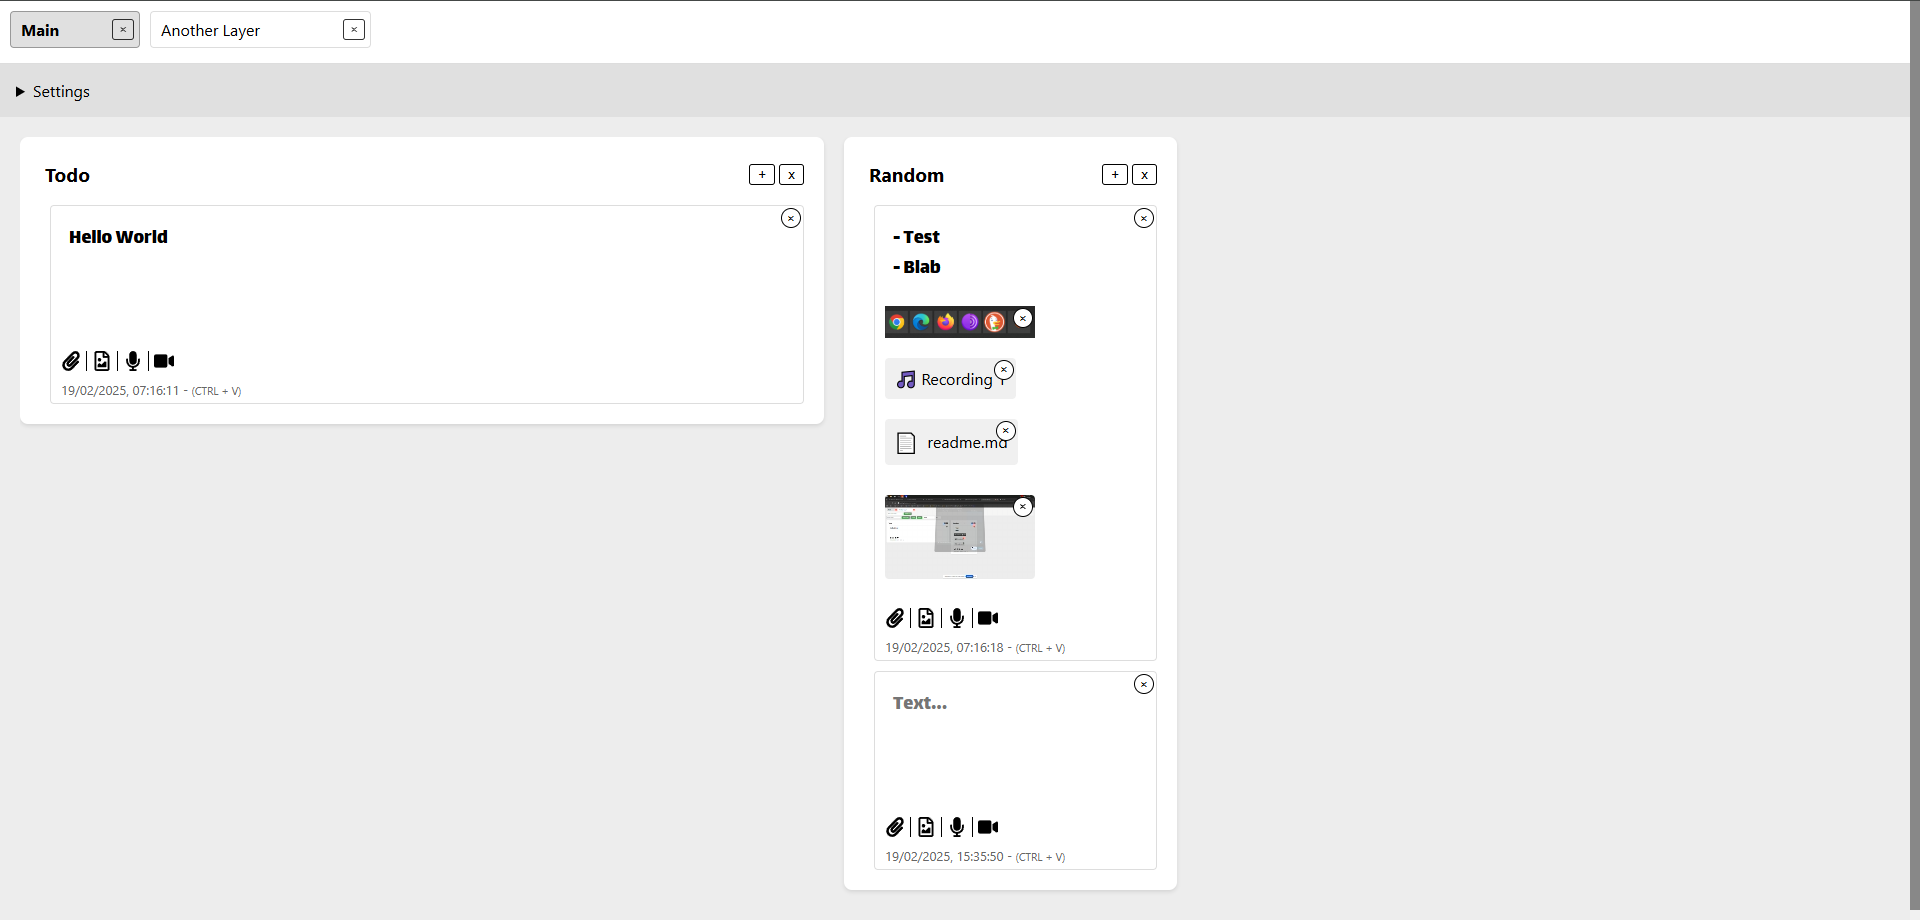 Main ×
Another Layer ×
▶ Settings
Todo + x
Hello World
19/02/2025, 07:16:11 - (CTRL + V)
Random + x
- Test
- Blab
Recording
readme.md
19/02/2025, 07:16:18 - (CTRL + V)
Text...
19/02/2025, 15:35:50 - (CTRL + V)